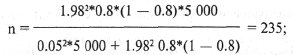 n = 1.98²*0.8*(1 − 0.8)*5 000 / 0.05²*5 000 + 1.98² 0.8*(1 − 0.8) = 235;